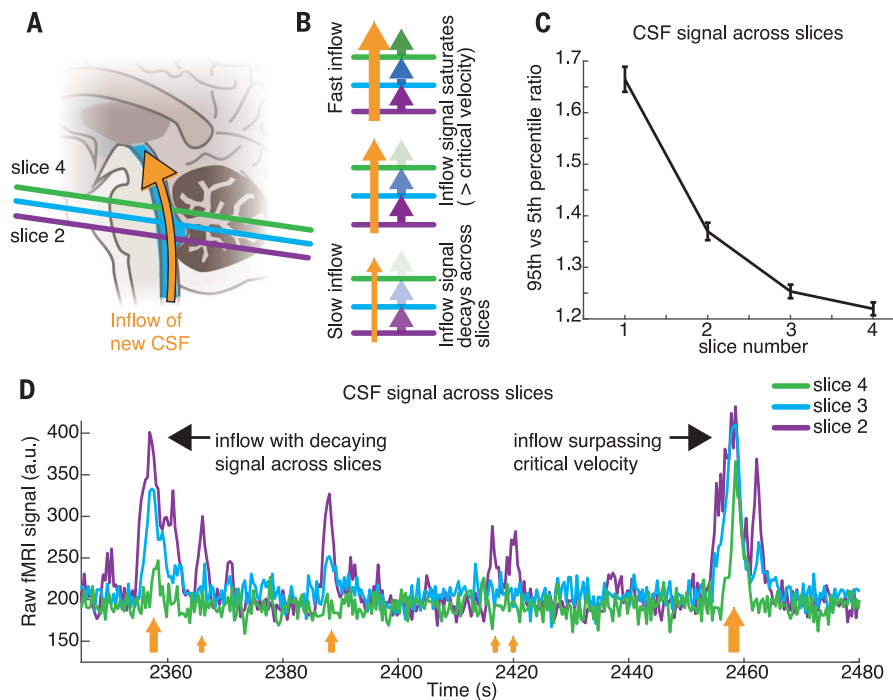 A
slice 4
slice 2
Inflow of
new CSF
B
Fast inflow
Slow inflow
Inflow signal saturates
( > critical velocity)
Inflow signal
decays across
slices
C
CSF signal across slices
95th vs 5th percentile ratio
1.7
1.6
1.5
1.4
1.3
1.2
1 2 3 4
slice number
D
CSF signal across slices
slice 4
slice 3
slice 2
inflow with decaying
signal across slices
inflow surpassing
critical velocity
Raw fMRI signal (a.u.)
400
350
300
250
200
150
2360 2380 2400 2420 2440 2460 2480
Time (s)